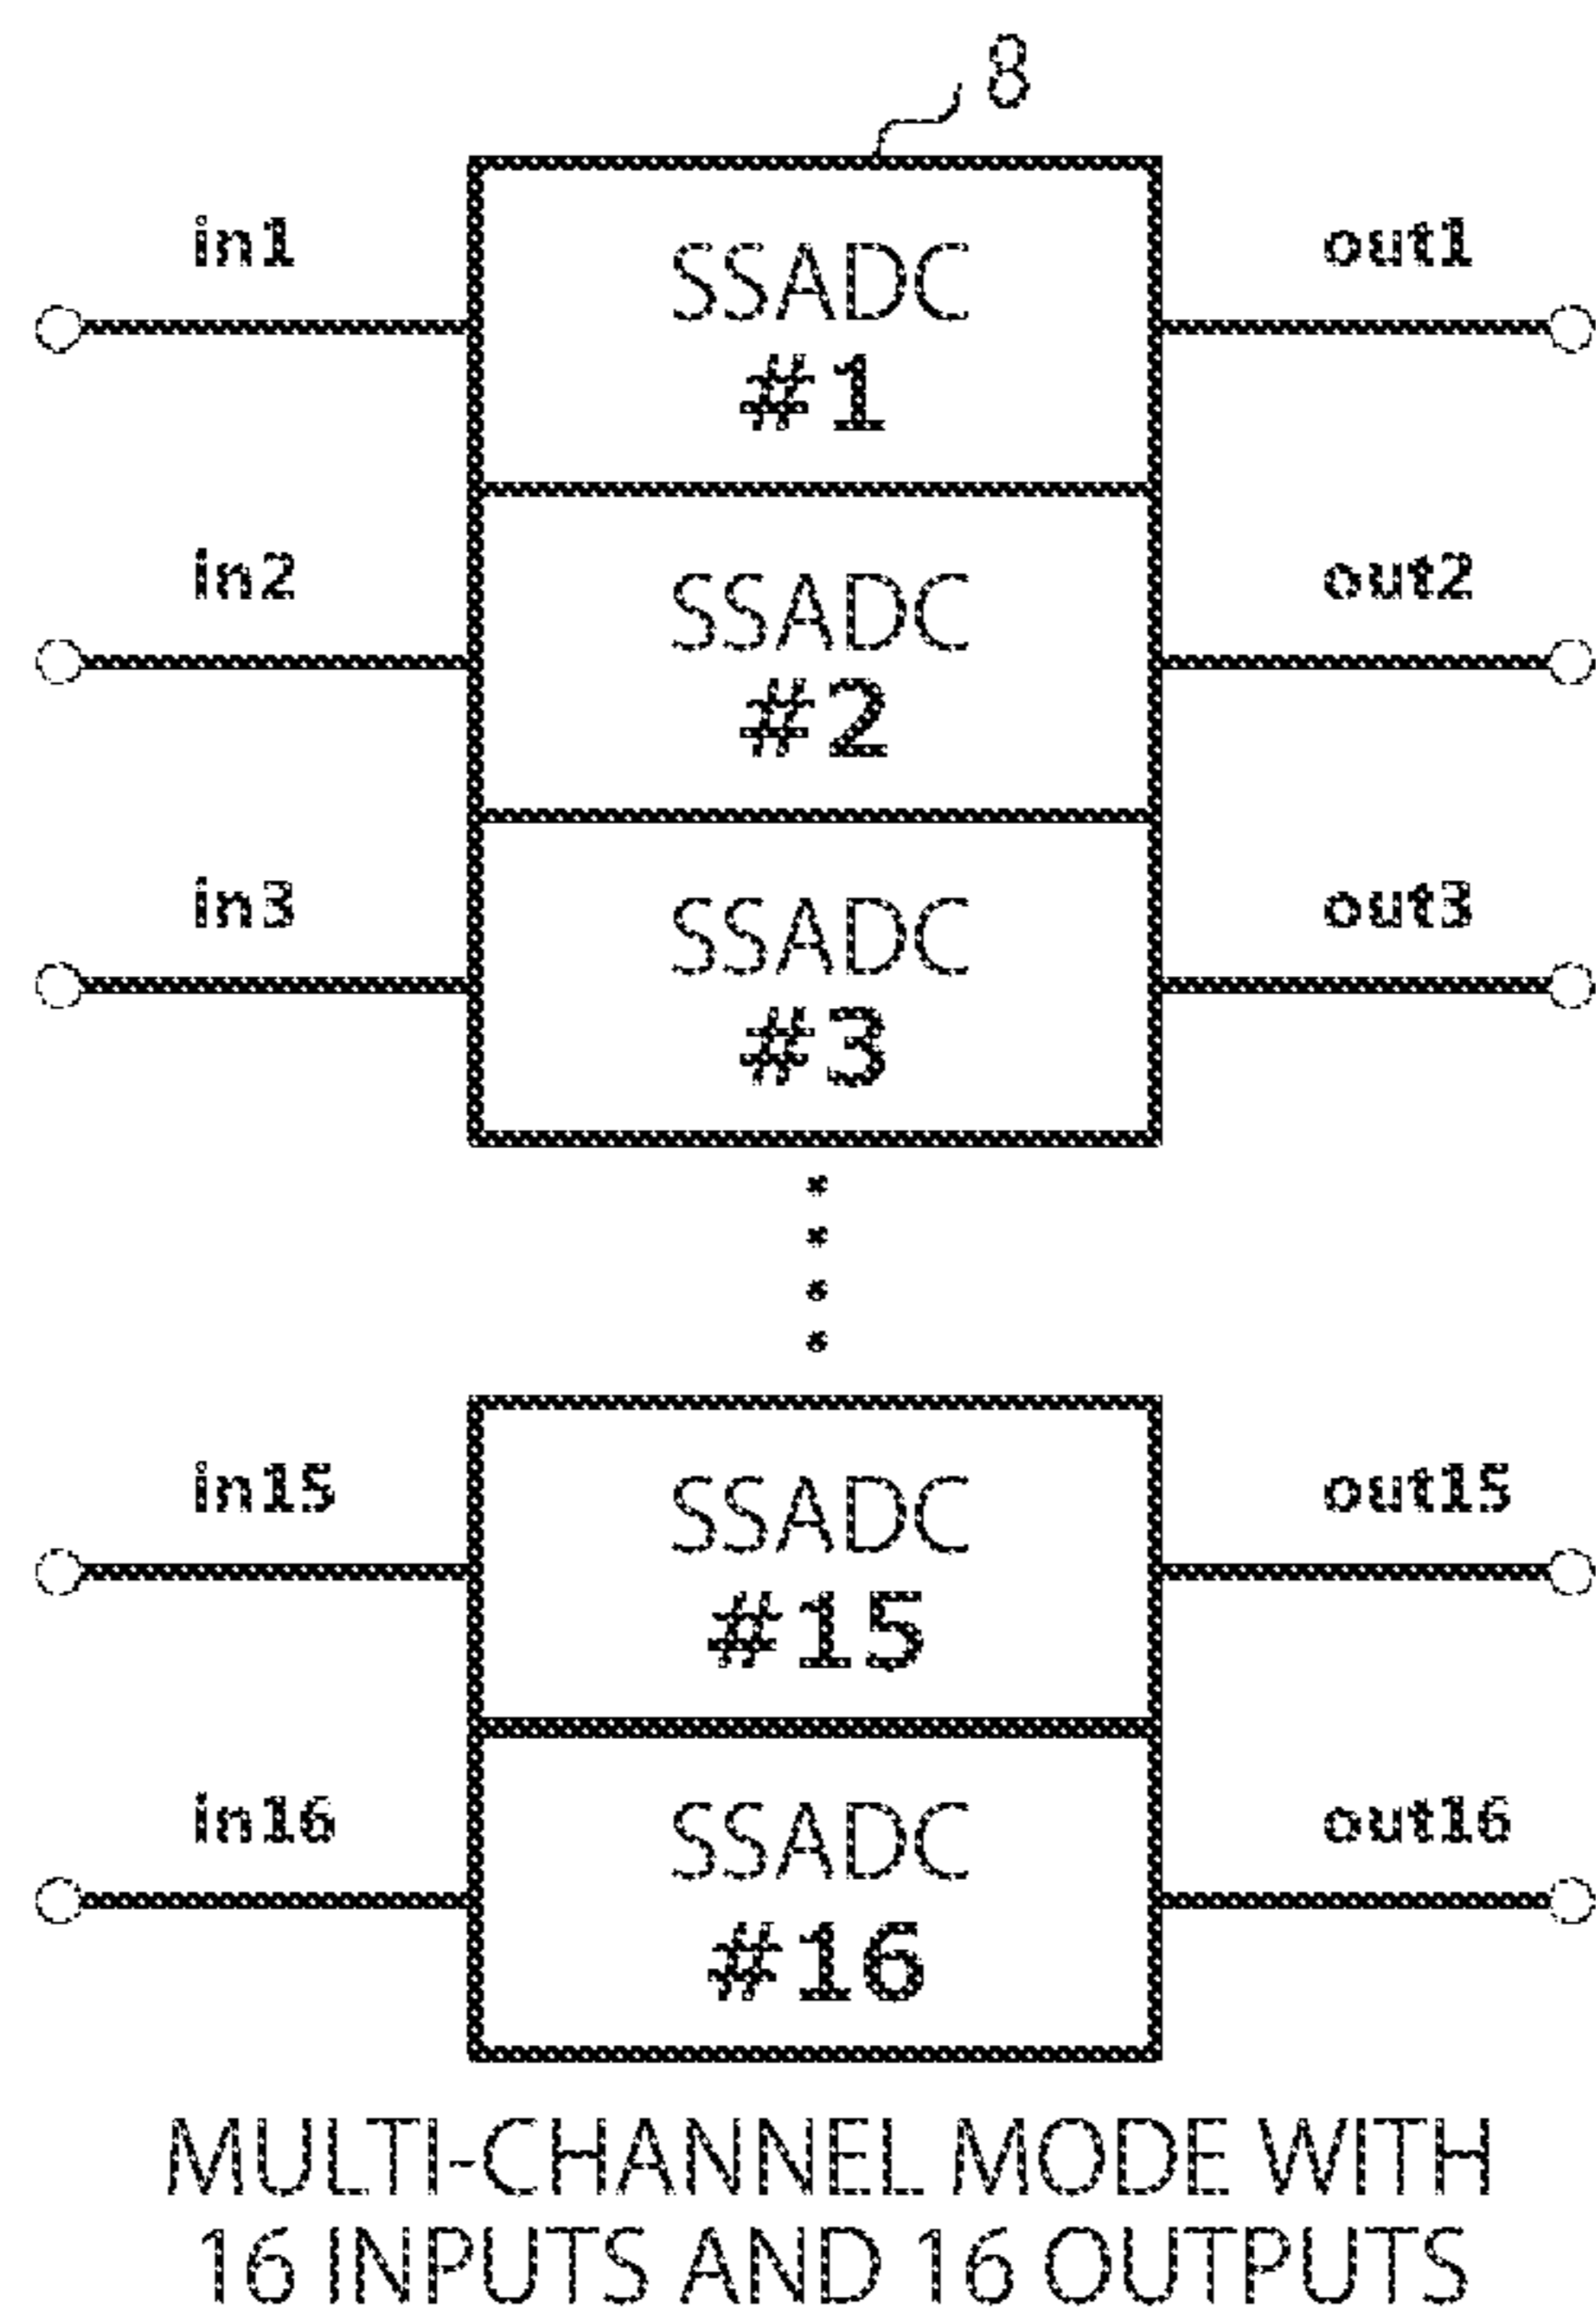 8
in1
SSADC
#1
out1
in2
SSADC
#2
out2
in3
SSADC
#3
out3
in15
SSADC
#15
out15
in16
SSADC
#16
out16
MULTI-CHANNEL MODE WITH
16 INPUTS AND 16 OUTPUTS